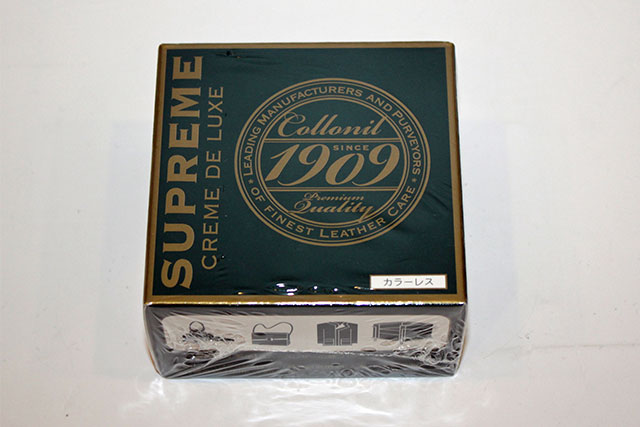 SUPREME
CREME DE LUXE
LEADING MANUFACTURERS AND PURVEYORS
Collonil
SINCE
1909
Premium
Quality
OF FINEST LEATHER CARE
カラーレス